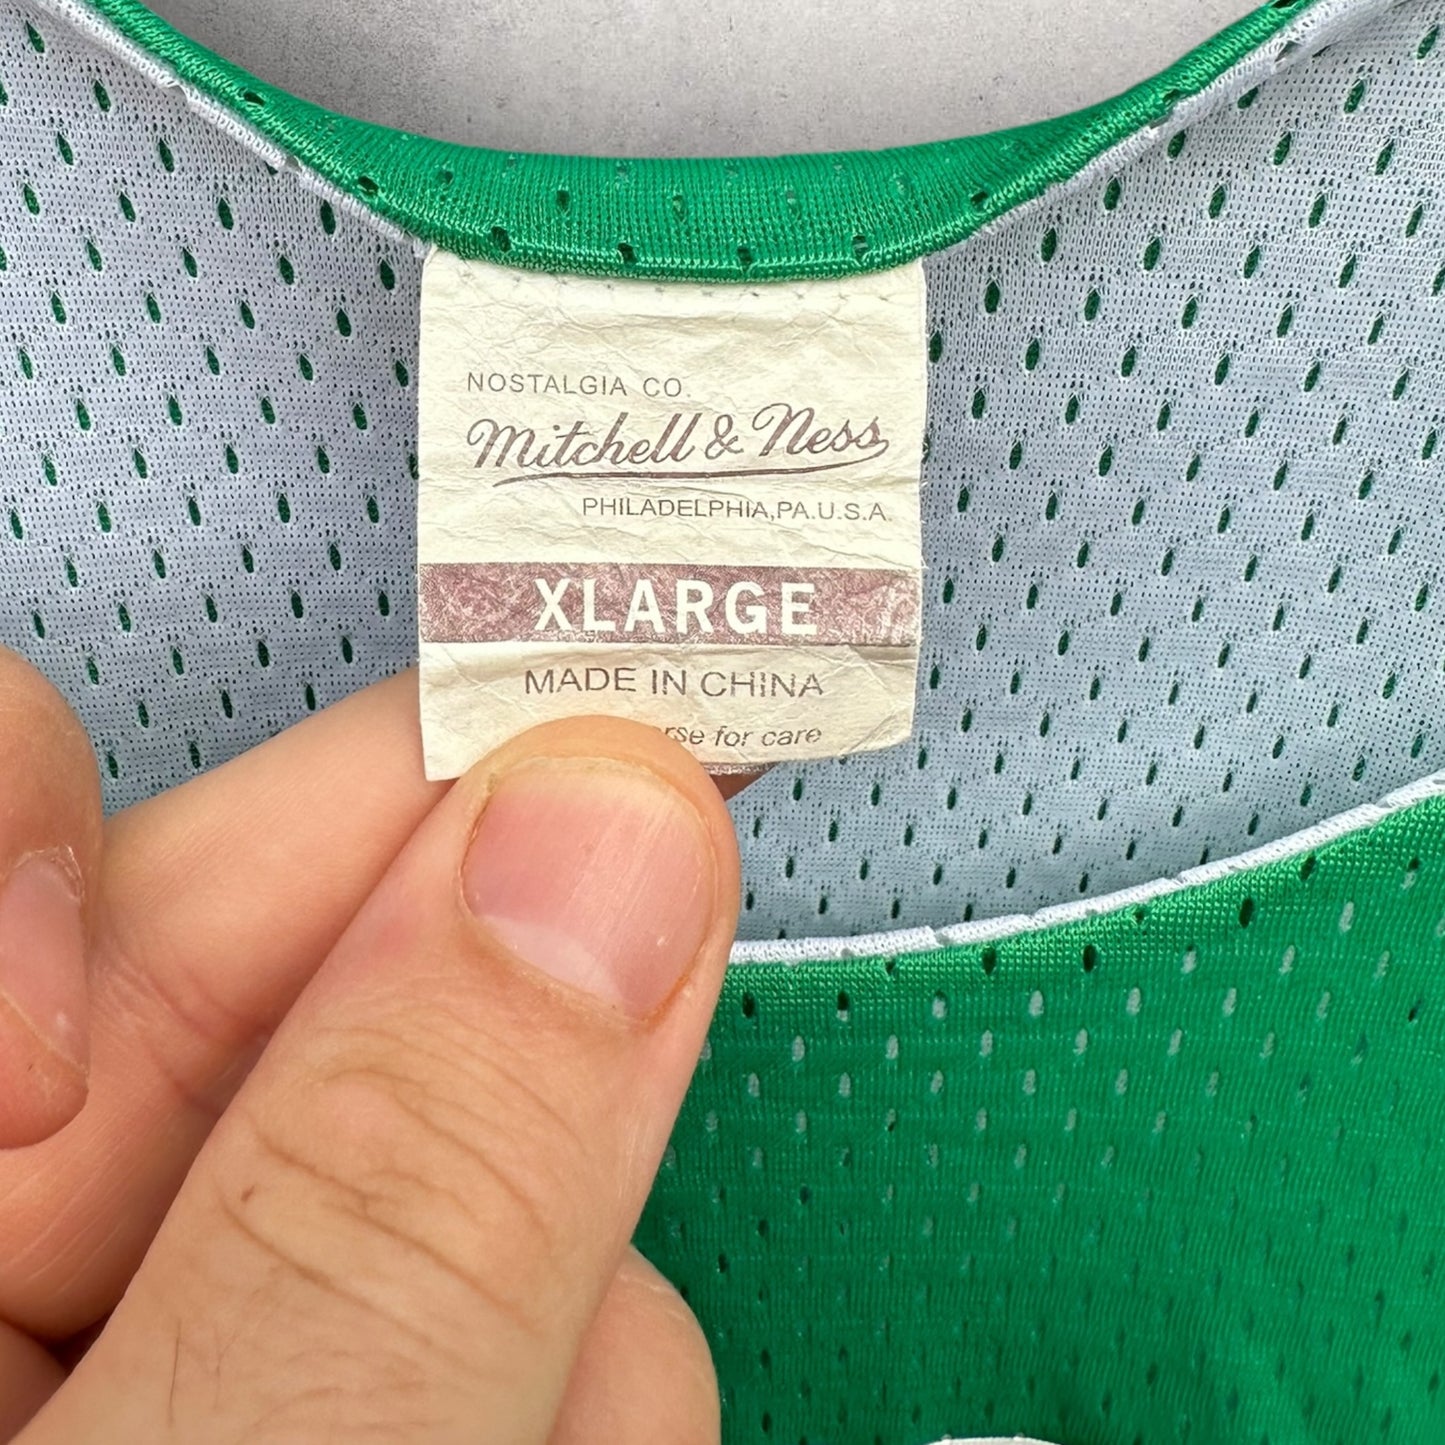 NOSTALGIA CO.
Mitchell & Ness
PHILADELPHIA,PA.U.S.A.
XLARGE
MADE IN CHINA
for care